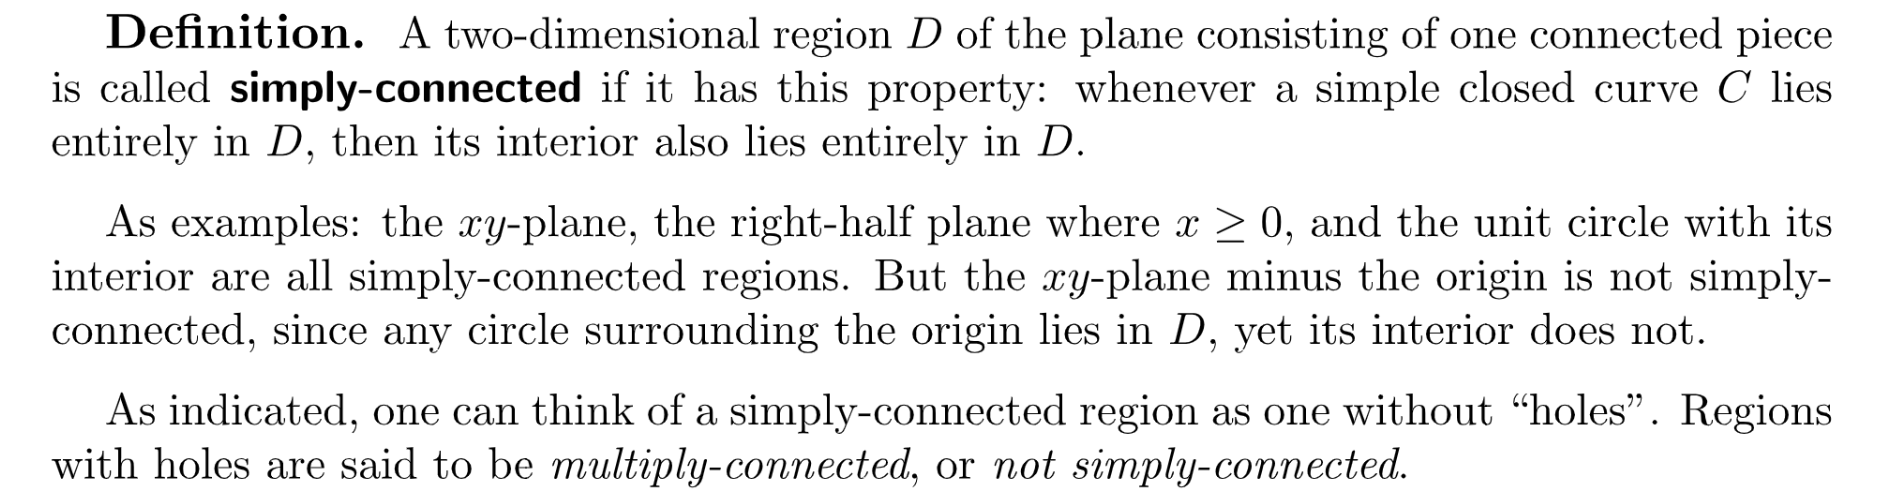 Definition. A two-dimensional region D of the plane consisting of one connected piece
is called simply-connected if it has this property: whenever a simple closed curve C lies
entirely in D, then its interior also lies entirely in D.
As examples: the xy-plane, the right-half plane where x ≥ 0, and the unit circle with its
interior are all simply-connected regions. But the xy-plane minus the origin is not simply-
connected, since any circle surrounding the origin lies in D, yet its interior does not.
As indicated, one can think of a simply-connected region as one without “holes”. Regions
with holes are said to be multiply-connected, or not simply-connected.